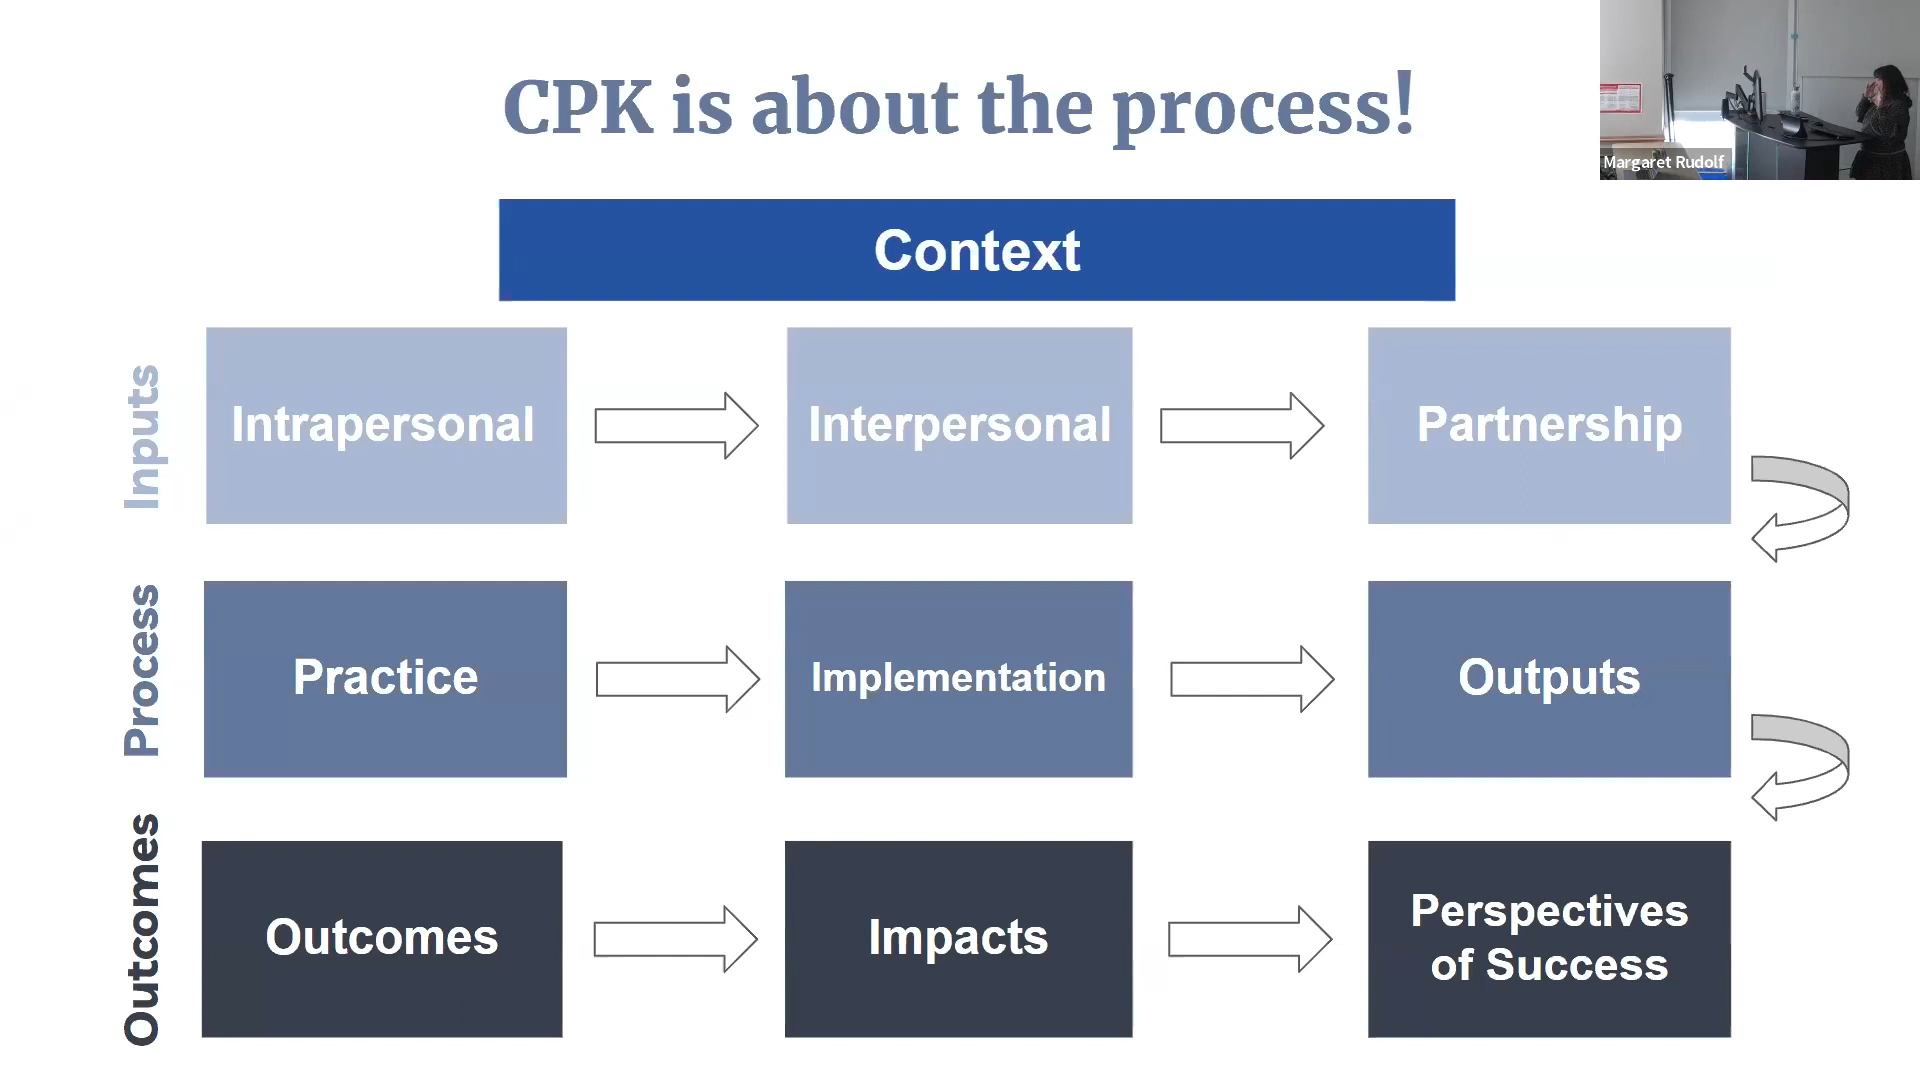 CPK is about the process!
Margaret Rudolf
Context
Inputs
Intrapersonal
Interpersonal
Partnership
Process
Practice
Implementation
Outputs
Outcomes
Outcomes
Impacts
Perspectives
of Success